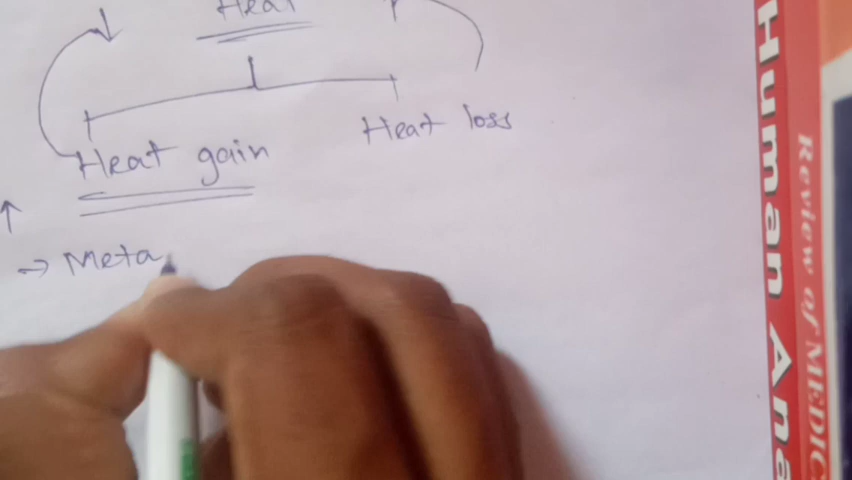 Heat
Heat gain
Heat loss
↑
→ Meta
Human Ana
Review of MEDIC